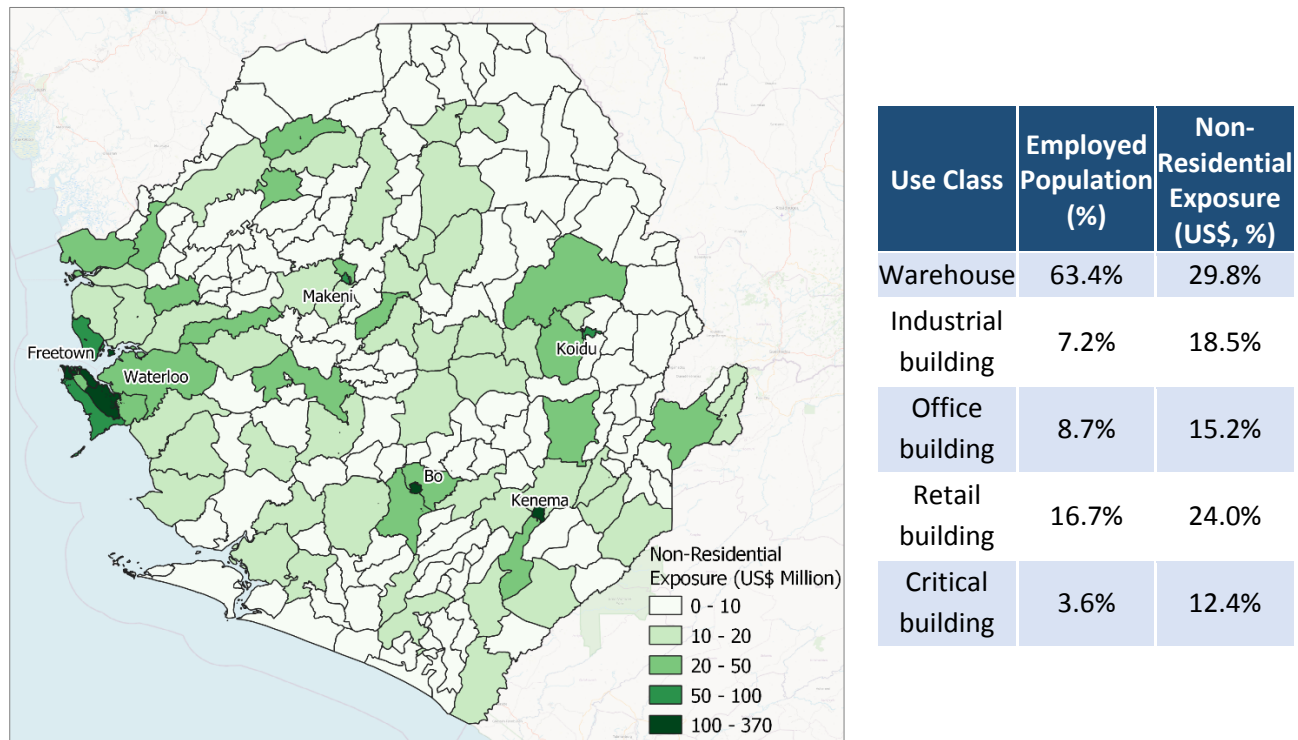 Makeni
Koidu
Freetown
Waterloo
Bo
Kenema
Non-Residential
Exposure (US$ Million)
0 - 10
10 - 20
20 - 50
50 - 100
100 - 370
Use Class
Employed
Population
(%)
Non-
Residential
Exposure
(US$, %)
Warehouse 63.4% 29.8%
Industrial
building
7.2% 18.5%
Office
building
8.7% 15.2%
Retail
building
16.7% 24.0%
Critical
building
3.6% 12.4%